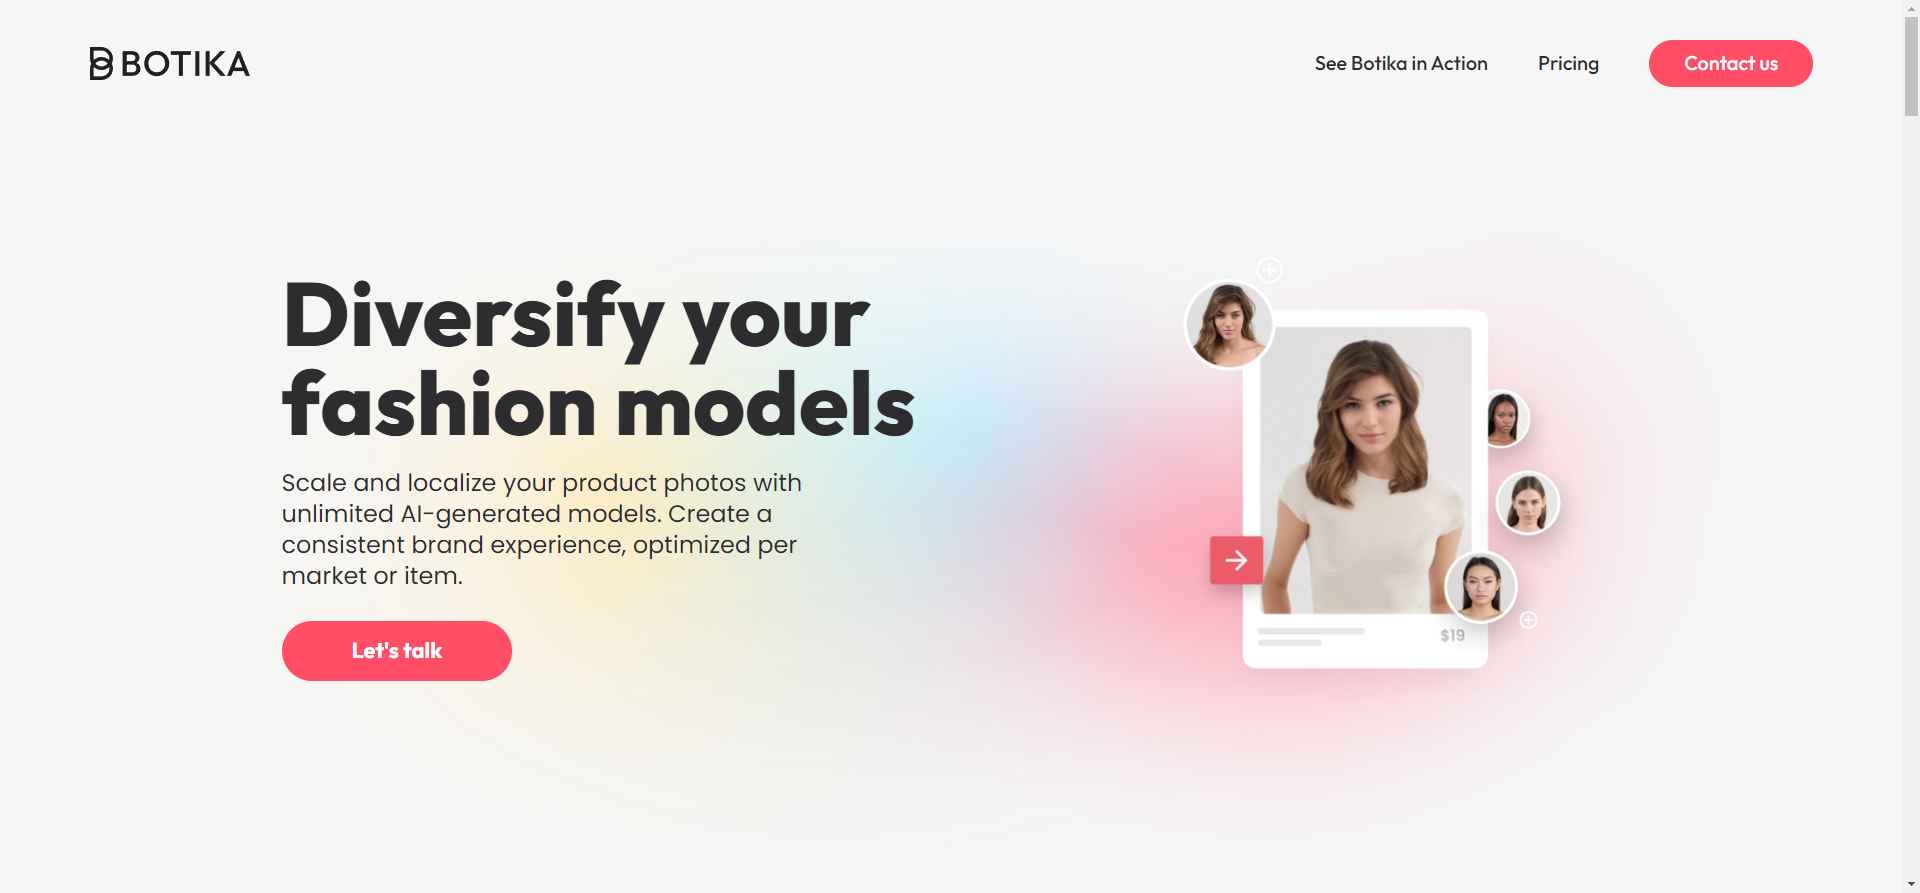 BOTIKA
See Botika in Action
Pricing
Contact us
Diversify your
fashion models
Scale and localize your product photos with
unlimited AI-generated models. Create a
consistent brand experience, optimized per
market or item.
Let's talk
$19